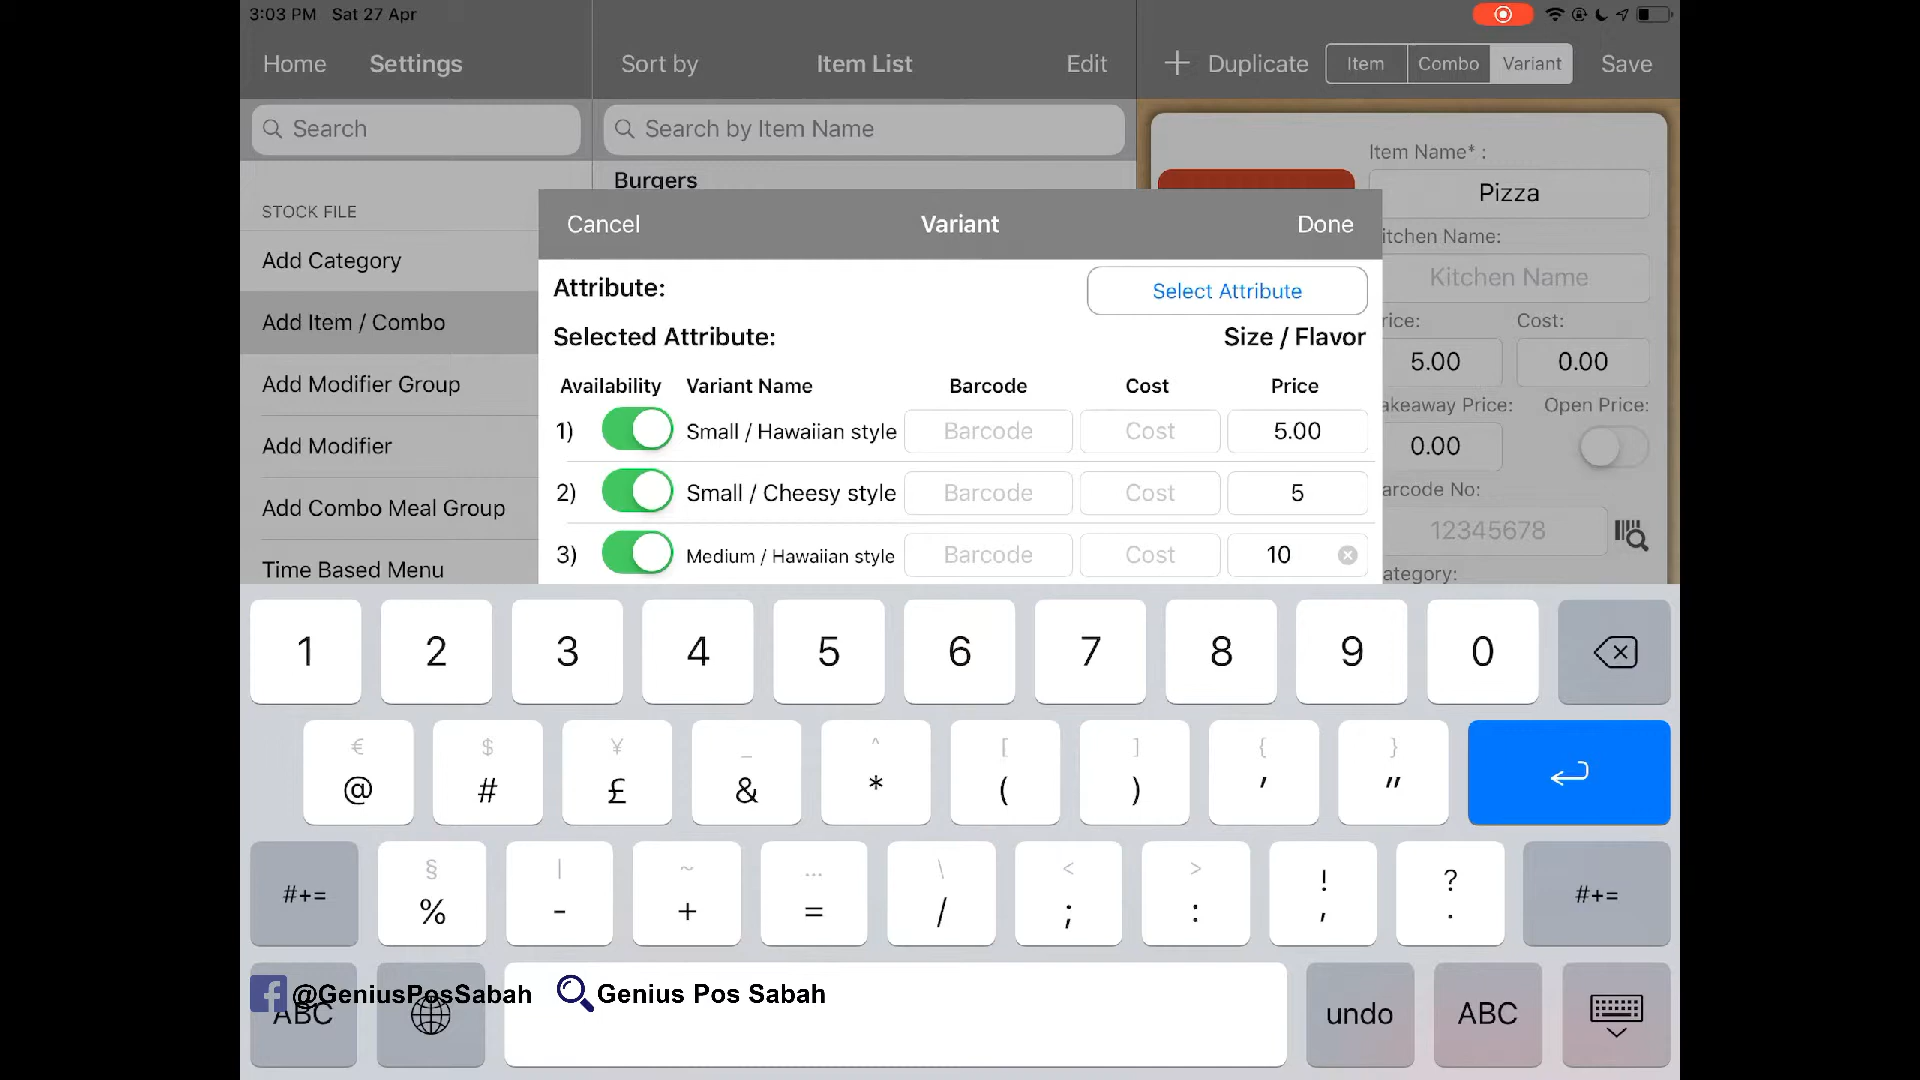 3:03 PM Sat 27 Apr
Home Settings Sort by Item List Edit + Duplicate Item Combo Variant Save
Search Search by Item Name
Item Name* :
Burgers
Pizza
STOCK FILE
Cancel Variant Done
itchen Name:
Add Category
Kitchen Name
Attribute: Select Attribute
Add Item / Combo
rice: Cost:
Selected Attribute: Size / Flavor
5.00 0.00
Add Modifier Group
Availability Variant Name Barcode Cost Price
akeaway Price: Open Price:
1) Small / Hawaiian style Barcode Cost 5.00
Add Modifier
0.00
2) Small / Cheesy style Barcode Cost 5
arcode No:
Add Combo Meal Group
12345678
3) Medium / Hawaiian style Barcode Cost 10
Time Based Menu
ategory:
1 2 3 4 5 6 7 8 9 0
€ $ ¥ _ ^ [ ] { }
@ # £ & * ( ) ' "
§ | ~ … \ < > ! ?
#+= % - + = / ; : , . #+=
@GeniusPosSabah Genius Pos Sabah
ABC undo ABC